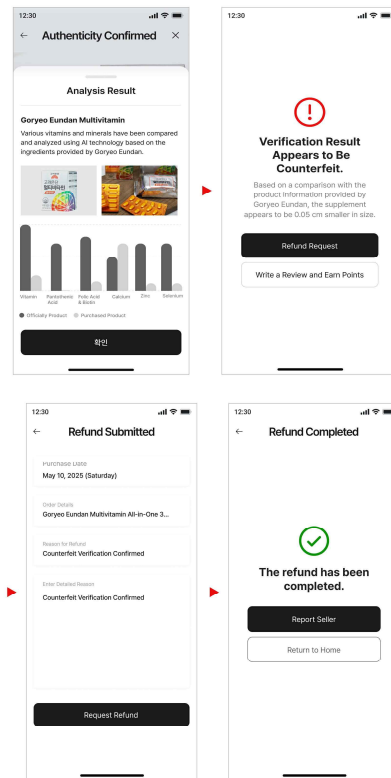 12:30
Authenticity Confirmed
Analysis Result
Goryeo Eundan Multivitamin
Various vitamins and minerals have been compared
and analyzed using AI technology based on the
ingredients provided by Goryeo Eundan.
멀티비타민
Vitamin
Pantothenic
Acid
Folic Acid
& Biotin
Calcium
Zinc
Selenium
Officially Product
Purchased Product
확인
12:30
Verification Result
Appears to Be
Counterfeit.
Based on a comparison with the
product information provided by
Goryeo Eundan, the supplement
appears to be 0.05 cm smaller in size.
Refund Request
Write a Review and Earn Points
12:30
Refund Submitted
Purchase Date
May 10, 2025 (Saturday)
Order Details
Goryeo Eundan Multivitamin All-in-One 3...
Reason for Refund
Counterfeit Verification Confirmed
Enter Detailed Reason
Counterfeit Verification Confirmed
Request Refund
12:30
Refund Completed
The refund has been
completed.
Report Seller
Return to Home